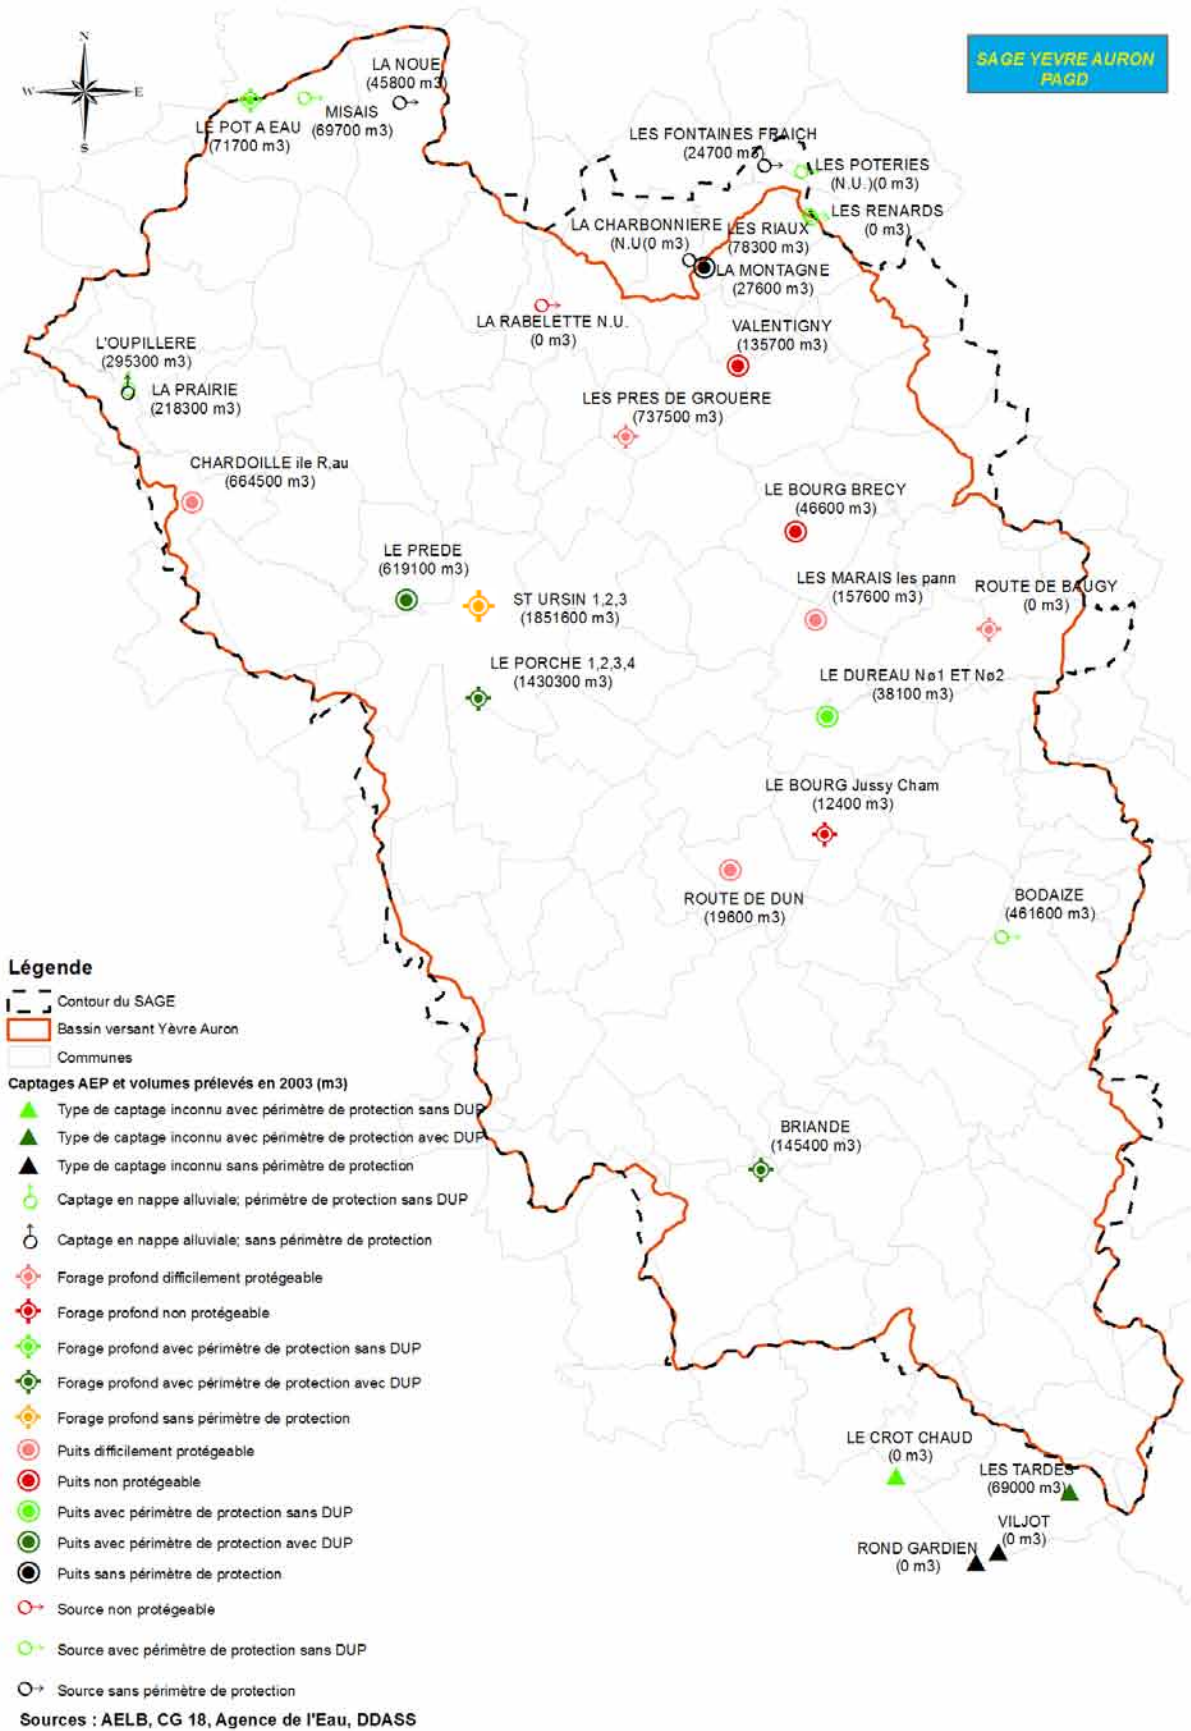 N
W E
S
SAGE YEVRE AURON
PAGD
LA NOUE
(45800 m3)
MISAIS
(69700 m3)
LE POT A EAU
(71700 m3)
LES FONTAINES FRAICH
(24700 m3)
LES POTERIES
(N.U.)(0 m3)
LES RENARDS
(0 m3)
LA CHARBONNIERE
(N.U(0 m3)
LES RIAUX
(78300 m3)
LA MONTAGNE
(27600 m3)
LA RABELETTE N.U.
(0 m3)
VALENTIGNY
(135700 m3)
L'OUPILLERE
(295300 m3)
LA PRAIRIE
(218300 m3)
LES PRES DE GROUERE
(737500 m3)
CHARDOILLE ile R,au
(664500 m3)
LE BOURG BRECY
(46600 m3)
LE PREDE
(619100 m3)
ST URSIN 1,2,3
(1851600 m3)
LES MARAIS les pann
(157600 m3)
ROUTE DE BAUGY
(0 m3)
LE PORCHE 1,2,3,4
(1430300 m3)
LE DUREAU Nø1 ET Nø2
(38100 m3)
LE BOURG Jussy Cham
(12400 m3)
ROUTE DE DUN
(19600 m3)
BODAIZE
(461600 m3)
BRIANDE
(145400 m3)
LE CROT CHAUD
(0 m3)
LES TARDES
(69000 m3)
VILJOT
(0 m3)
ROND GARDIEN
(0 m3)
Légende
Contour du SAGE
Bassin versant Yèvre Auron
Communes
Captages AEP et volumes prélevés en 2003 (m3)
Type de captage inconnu avec périmètre de protection sans DUP
Type de captage inconnu avec périmètre de protection avec DUP
Type de captage inconnu sans périmètre de protection
Captage en nappe alluviale; périmètre de protection sans DUP
Captage en nappe alluviale; sans périmètre de protection
Forage profond difficilement protégeable
Forage profond non protégeable
Forage profond avec périmètre de protection sans DUP
Forage profond avec périmètre de protection avec DUP
Forage profond sans périmètre de protection
Puits difficilement protégeable
Puits non protégeable
Puits avec périmètre de protection sans DUP
Puits avec périmètre de protection avec DUP
Puits sans périmètre de protection
Source non protégeable
Source avec périmètre de protection sans DUP
Source sans périmètre de protection
Sources : AELB, CG 18, Agence de l'Eau, DDASS